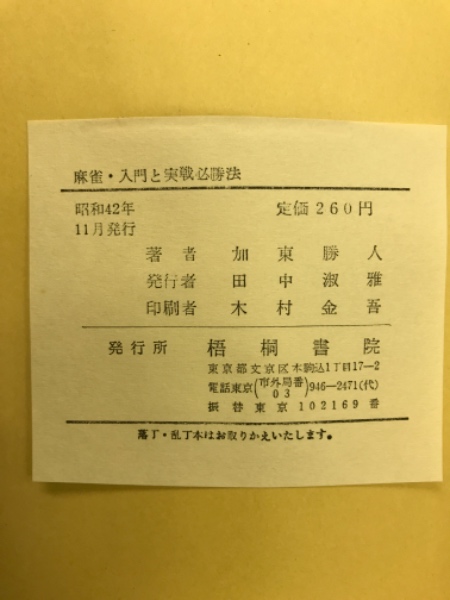 麻雀・入門と実戦必勝法
昭和42年 定価260円
11月発行
著者 加東勝人
発行者 田中淑雅
印刷者 木村金吾
発行所 梧桐書院
東京都文京区本駒込1丁目17−2
電話東京(市外局番03)946−2471(代)
振替東京102169番
落丁・乱丁本はお取りかえいたします。